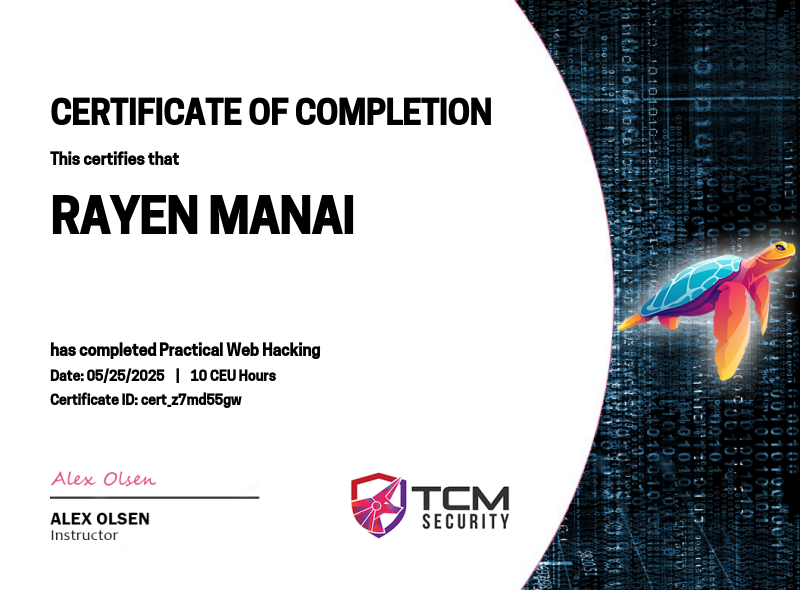 CERTIFICATE OF COMPLETION
This certifies that
RAYEN MANAI
has completed Practical Web Hacking
Date: 05/25/2025 | 10 CEU Hours
Certificate ID: cert_z7md55gw
Alex Olsen
ALEX OLSEN
Instructor
TCM
SECURITY